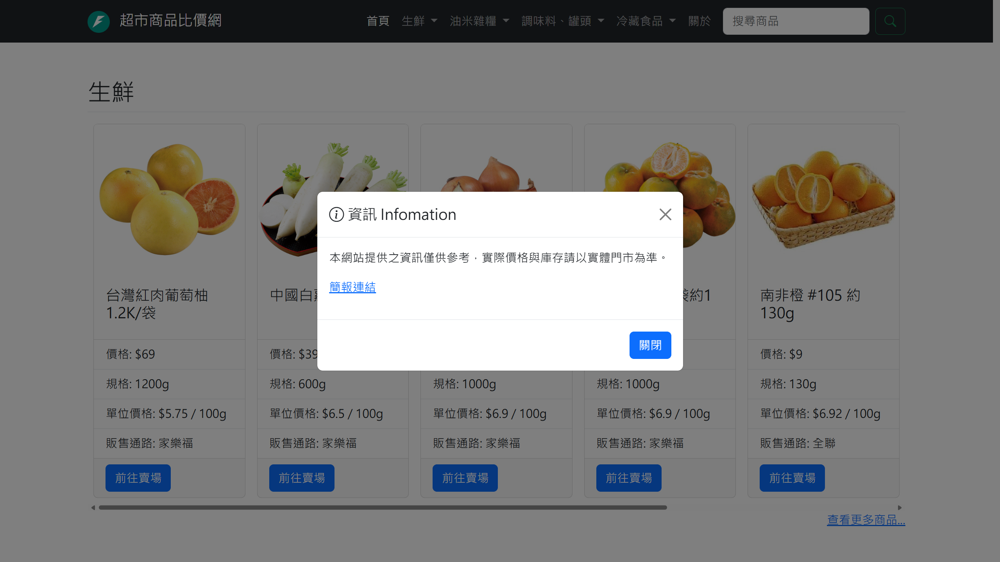 超市商品比價網
首頁 生鮮 油米雜糧 調味料、罐頭 冷藏食品 關於 搜尋商品
生鮮
資訊 Infomation
本網站提供之資訊僅供參考，實際價格與庫存請以實體門市為準。
簡報連結
關閉
台灣紅肉葡萄柚
1.2K/袋
價格: $69
規格: 1200g
單位價格: $5.75 / 100g
販售通路: 家樂福
前往賣場
中國白
價格: $39
規格: 600g
單位價格: $6.5 / 100g
販售通路: 家樂福
前往賣場
規格: 1000g
單位價格: $6.9 / 100g
販售通路: 家樂福
前往賣場
約1
規格: 1000g
單位價格: $6.9 / 100g
販售通路: 家樂福
前往賣場
南非橙 #105 約
130g
價格: $9
規格: 130g
單位價格: $6.92 / 100g
販售通路: 全聯
前往賣場
查看更多商品...